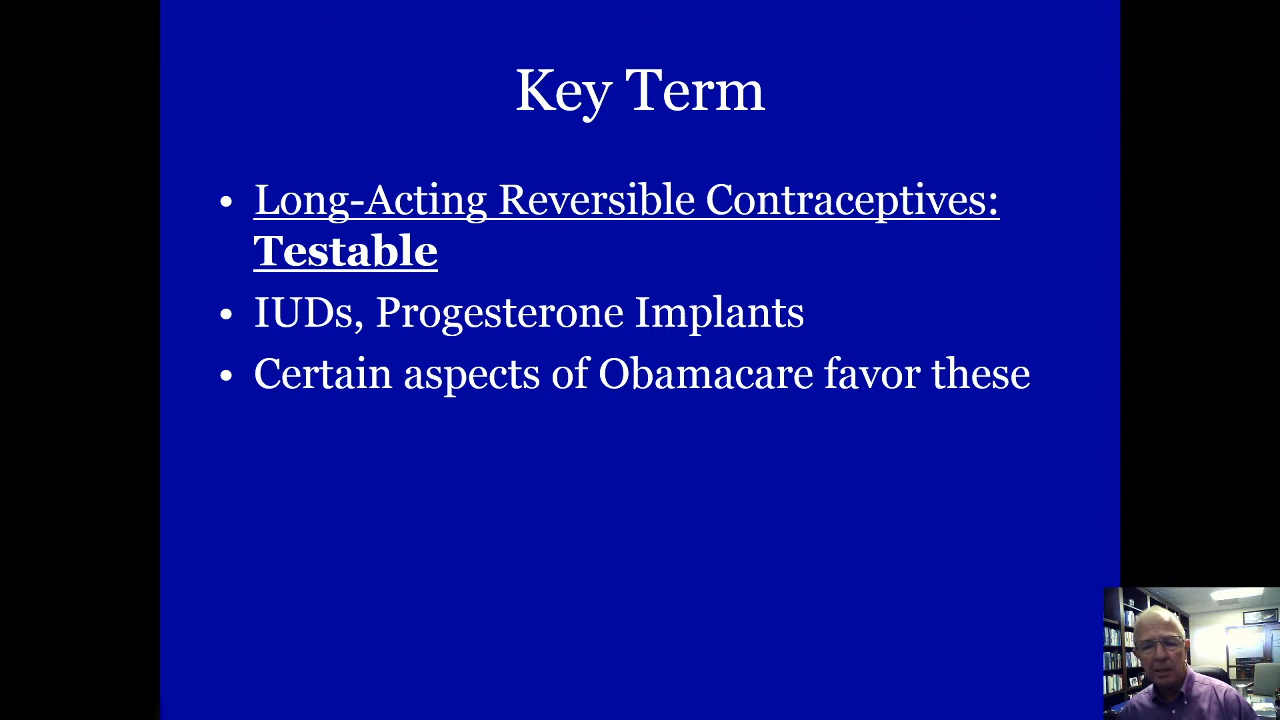 Key Term
• Long-Acting Reversible Contraceptives:
Testable
• IUDs, Progesterone Implants
• Certain aspects of Obamacare favor these